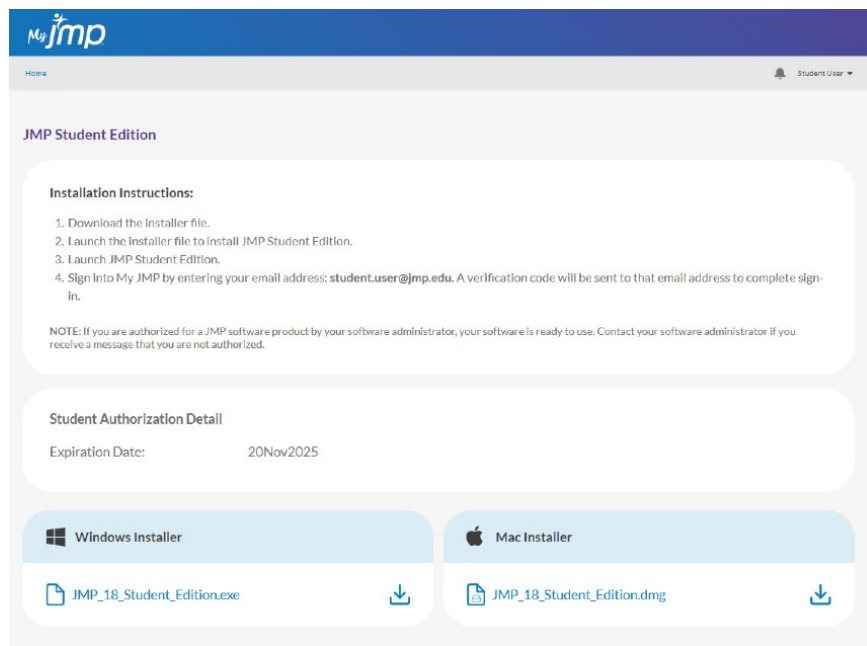 My jmp
Home
Student User
JMP Student Edition
Installation Instructions:
1. Download the installer file.
2. Launch the installer file to install JMP Student Edition.
3. Launch JMP Student Edition.
4. Sign into My JMP by entering your email address: student.user@jmp.edu. A verification code will be sent to that email address to complete sign-
in.
NOTE: If you are authorized for a JMP software product by your software administrator, your software is ready to use. Contact your software administrator if you
receive a message that you are not authorized.
Student Authorization Detail
Expiration Date: 20Nov2025
Windows Installer
JMP_18_Student_Edition.exe
Mac Installer
JMP_18_Student_Edition.dmg